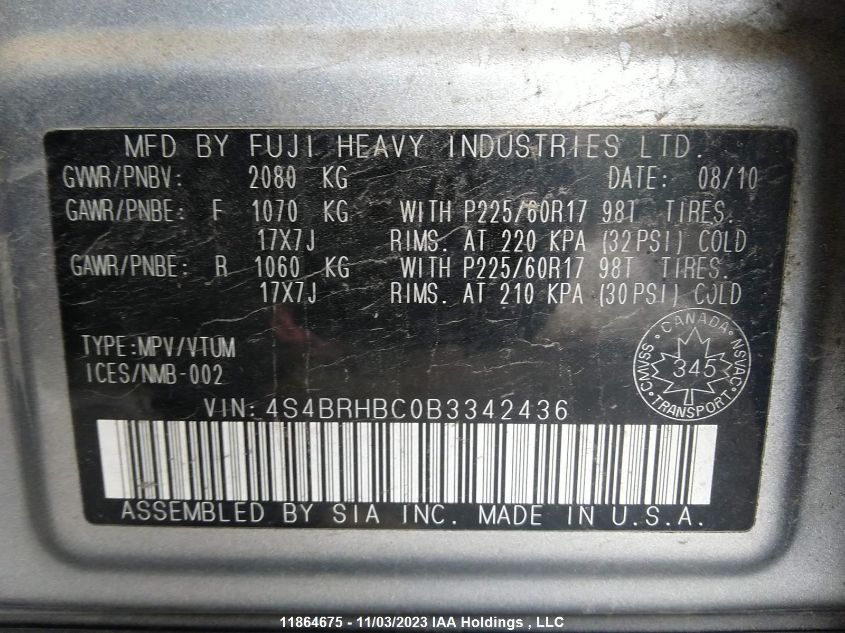 MFD BY FUJI HEAVY INDUSTRIES LTD.
GVWR/PNBV: 2080 KG DATE: 08/10
GAWR/PNBE: F 1070 KG WITH P225/60R17 98T TIRES.
17X7J RIMS. AT 220 KPA (32PSI) COLD
GAWR/PNBE: R 1060 KG WITH P225/60R17 98T TIRES.
17X7J RIMS. AT 210 KPA (30PSI) COLD
TYPE:MPV/VTUM
ICES/NMB-002
CANADA
CMVSS 345 NSVAC
TRANSPORT
VIN: 4S4BRHBC0B3342436
ASSEMBLED BY SIA INC. MADE IN U.S.A.
11864675 - 11/03/2023 IAA Holdings , LLC